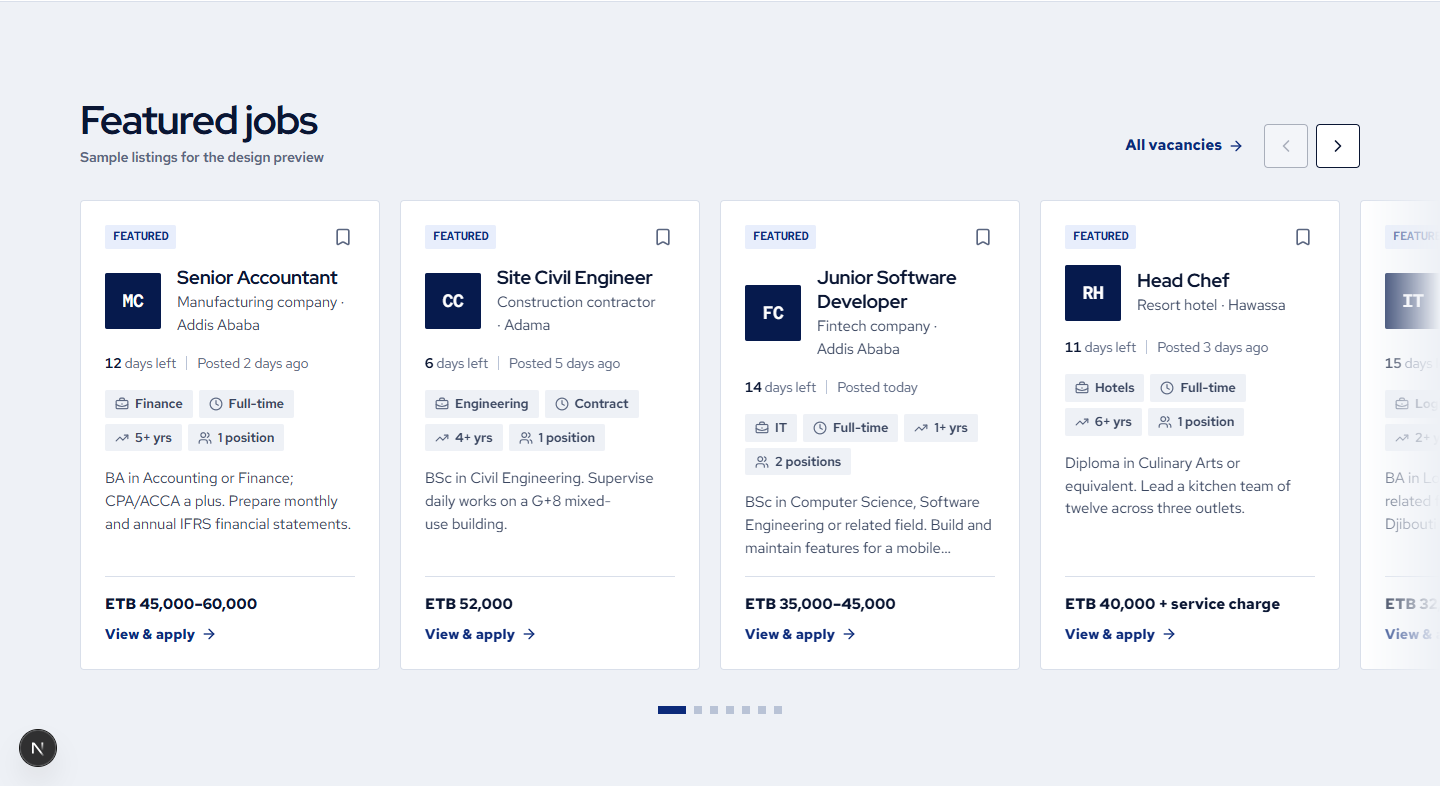 Featured jobs
Sample listings for the design preview
All vacancies
FEATURED
MC
Senior Accountant
Manufacturing company ·
Addis Ababa
12 days left
Posted 2 days ago
Finance
Full-time
5+ yrs
1 position
BA in Accounting or Finance;
CPA/ACCA a plus. Prepare monthly
and annual IFRS financial statements.
ETB 45,000–60,000
View & apply
FEATURED
CC
Site Civil Engineer
Construction contractor
· Adama
6 days left
Posted 5 days ago
Engineering
Contract
4+ yrs
1 position
BSc in Civil Engineering. Supervise
daily works on a G+8 mixed-
use building.
ETB 52,000
View & apply
FEATURED
FC
Junior Software
Developer
Fintech company ·
Addis Ababa
14 days left
Posted today
IT
Full-time
1+ yrs
2 positions
BSc in Computer Science, Software
Engineering or related field. Build and
maintain features for a mobile...
ETB 35,000–45,000
View & apply
FEATURED
RH
Head Chef
Resort hotel · Hawassa
11 days left
Posted 3 days ago
Hotels
Full-time
6+ yrs
1 position
Diploma in Culinary Arts or
equivalent. Lead a kitchen team of
twelve across three outlets.
ETB 40,000 + service charge
View & apply
IT
15 days
2+
BA in
related
ETB 32
View &
N